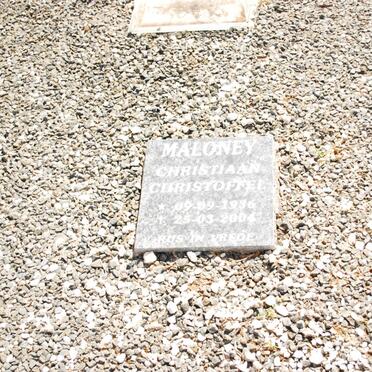 MALONEY
CHRISTIAAN
CHRISTOFFEL
* 09-09-1936
† 25-03-2004
RUS IN VREDE